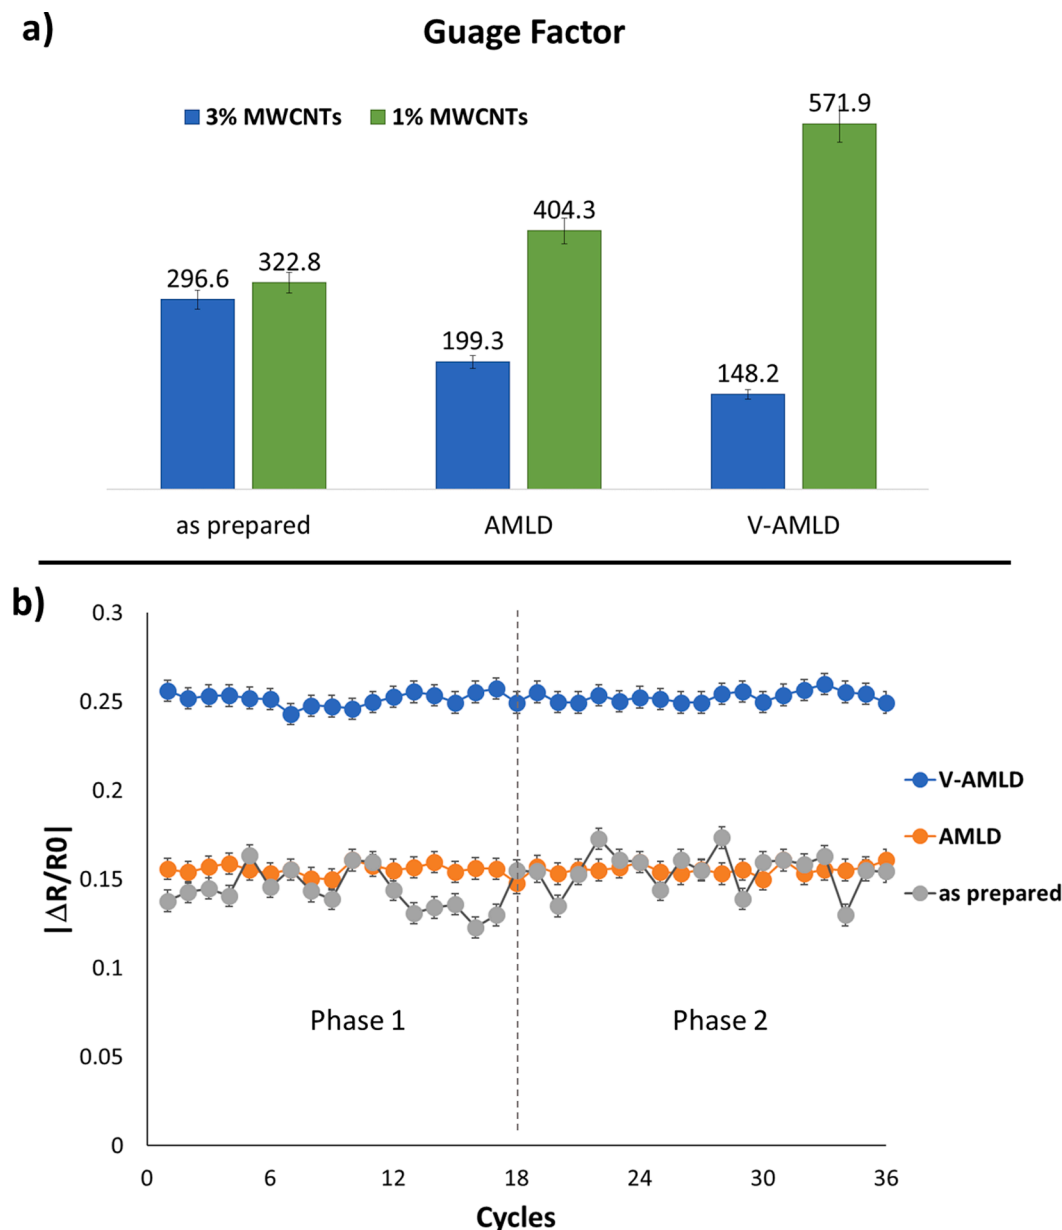 a)
Guage Factor
3% MWCNTs
1% MWCNTs
296.6
322.8
199.3
404.3
148.2
571.9
as prepared
AMLD
V-AMLD
b)
|ΔR/R0|
0.3
0.25
0.2
0.15
0.1
0.05
0
Phase 1
Phase 2
V-AMLD
AMLD
as prepared
0
6
12
18
24
30
36
Cycles